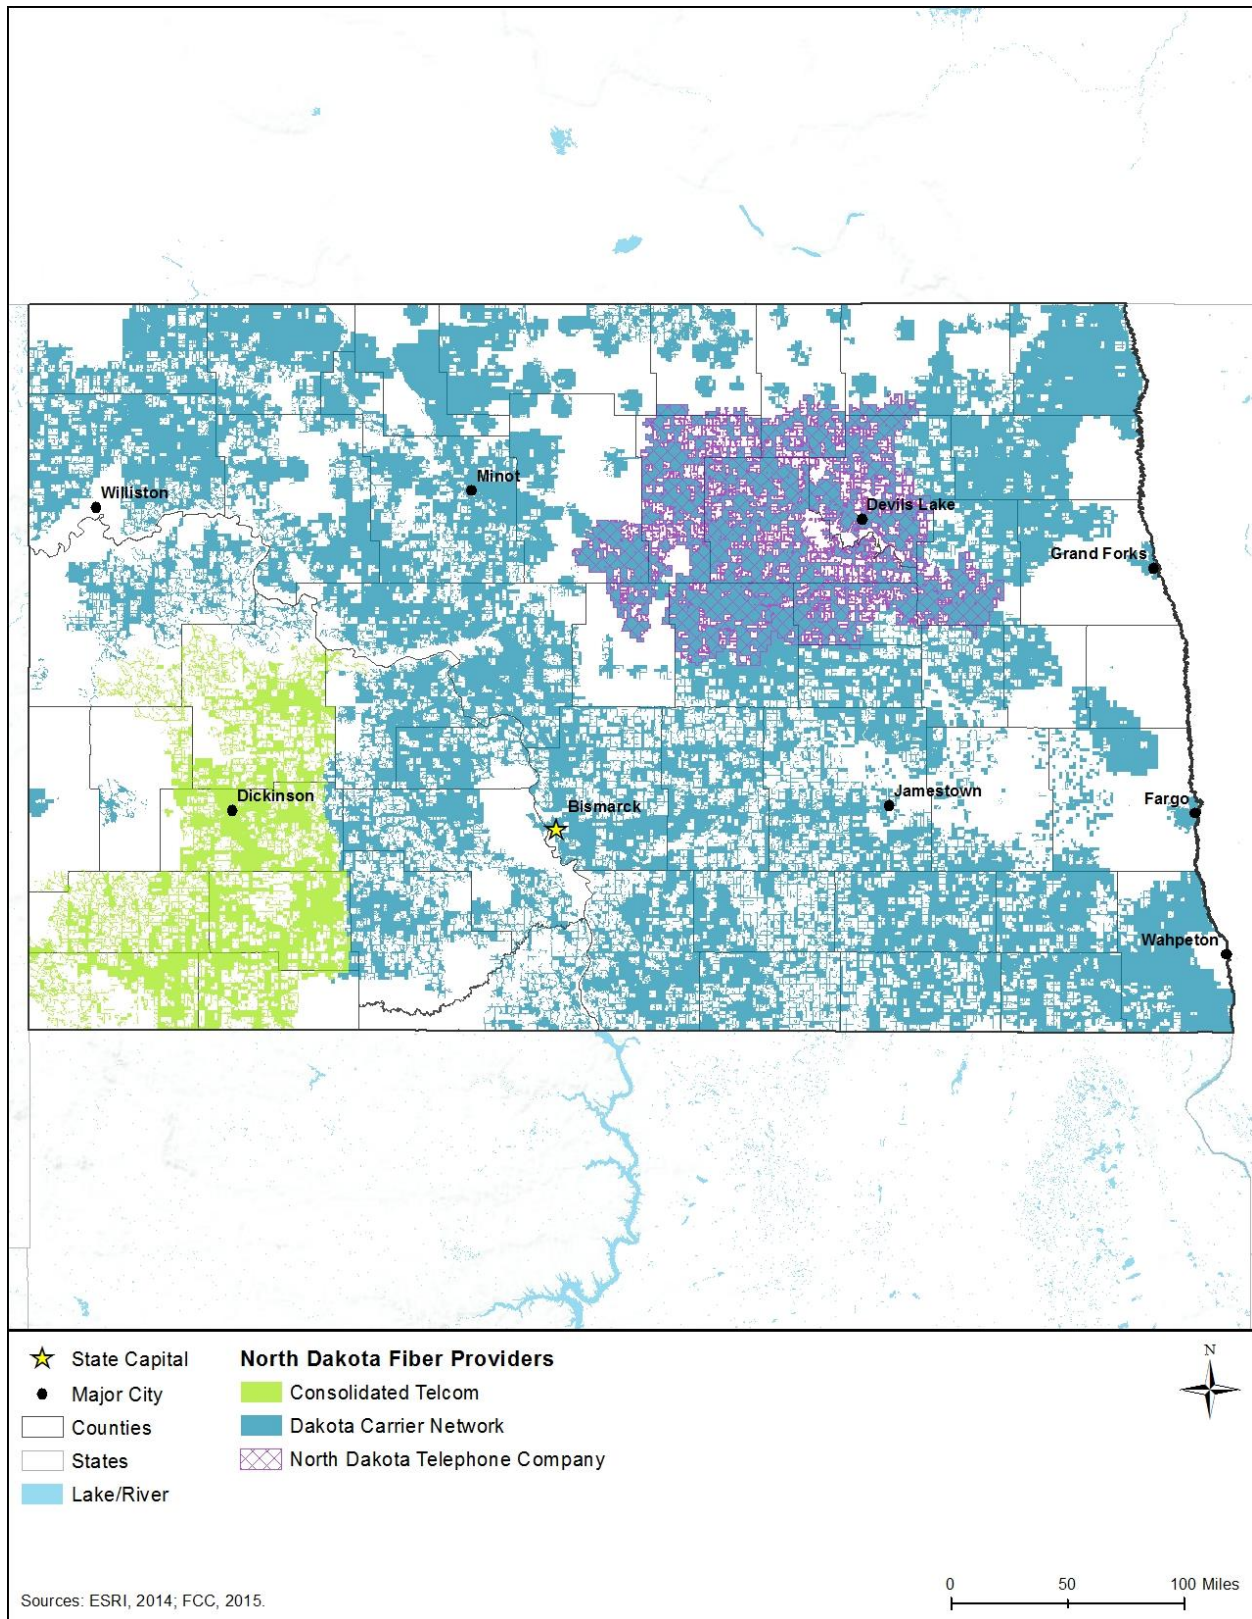 Williston
Minot
Devils Lake
Grand Forks
Dickinson
Bismarck
Jamestown
Fargo
Wahpeton
State Capital
Major City
Counties
States
Lake/River
North Dakota Fiber Providers
Consolidated Telcom
Dakota Carrier Network
North Dakota Telephone Company
N
Sources: ESRI, 2014; FCC, 2015.
0 50 100 Miles